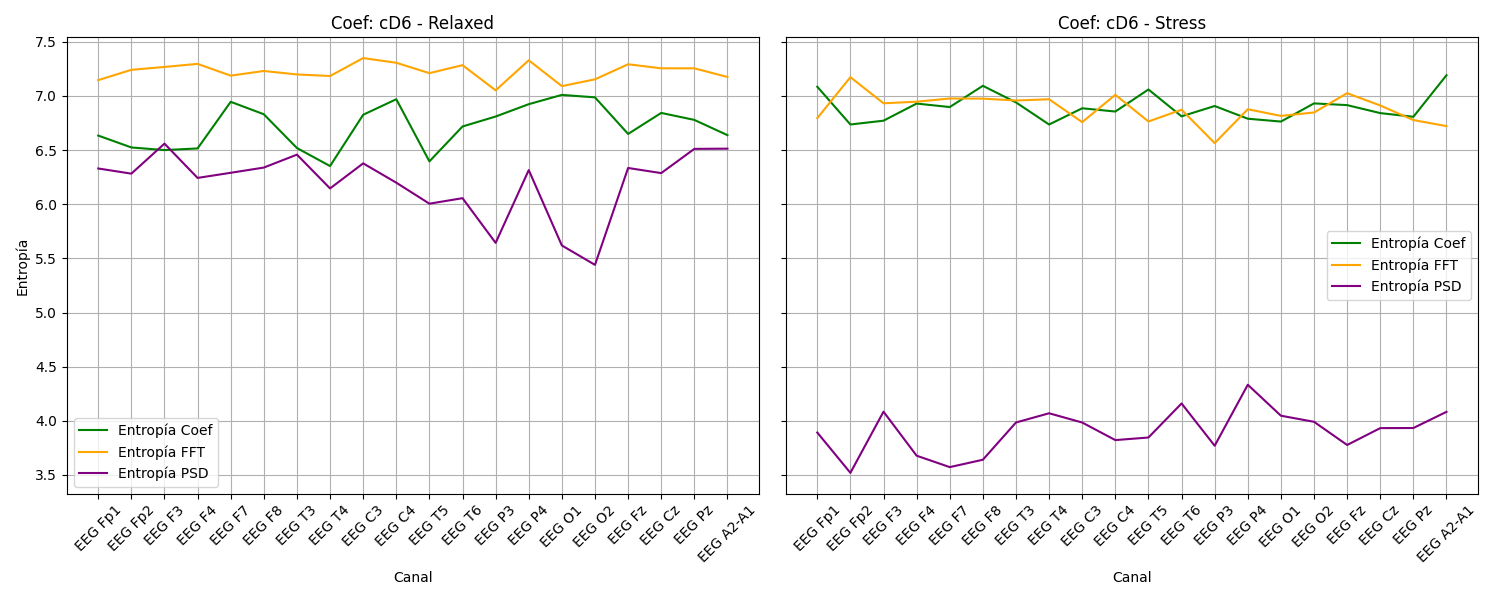 Coef: cD6 - Relaxed
Entropía
7.5
7.0
6.5
6.0
5.5
5.0
4.5
4.0
3.5
Entropía Coef
Entropía FFT
Entropía PSD
EEG Fp1
EEG Fp2
EEG F3
EEG F4
EEG F7
EEG F8
EEG T3
EEG T4
EEG C3
EEG C4
EEG T5
EEG T6
EEG P3
EEG P4
EEG O1
EEG O2
EEG Fz
EEG Cz
EEG Pz
EEG A2-A1
Canal
Coef: cD6 - Stress
Entropía Coef
Entropía FFT
Entropía PSD
EEG Fp1
EEG Fp2
EEG F3
EEG F4
EEG F7
EEG F8
EEG T3
EEG T4
EEG C3
EEG C4
EEG T5
EEG T6
EEG P3
EEG P4
EEG O1
EEG O2
EEG Fz
EEG Cz
EEG Pz
EEG A2-A1
Canal